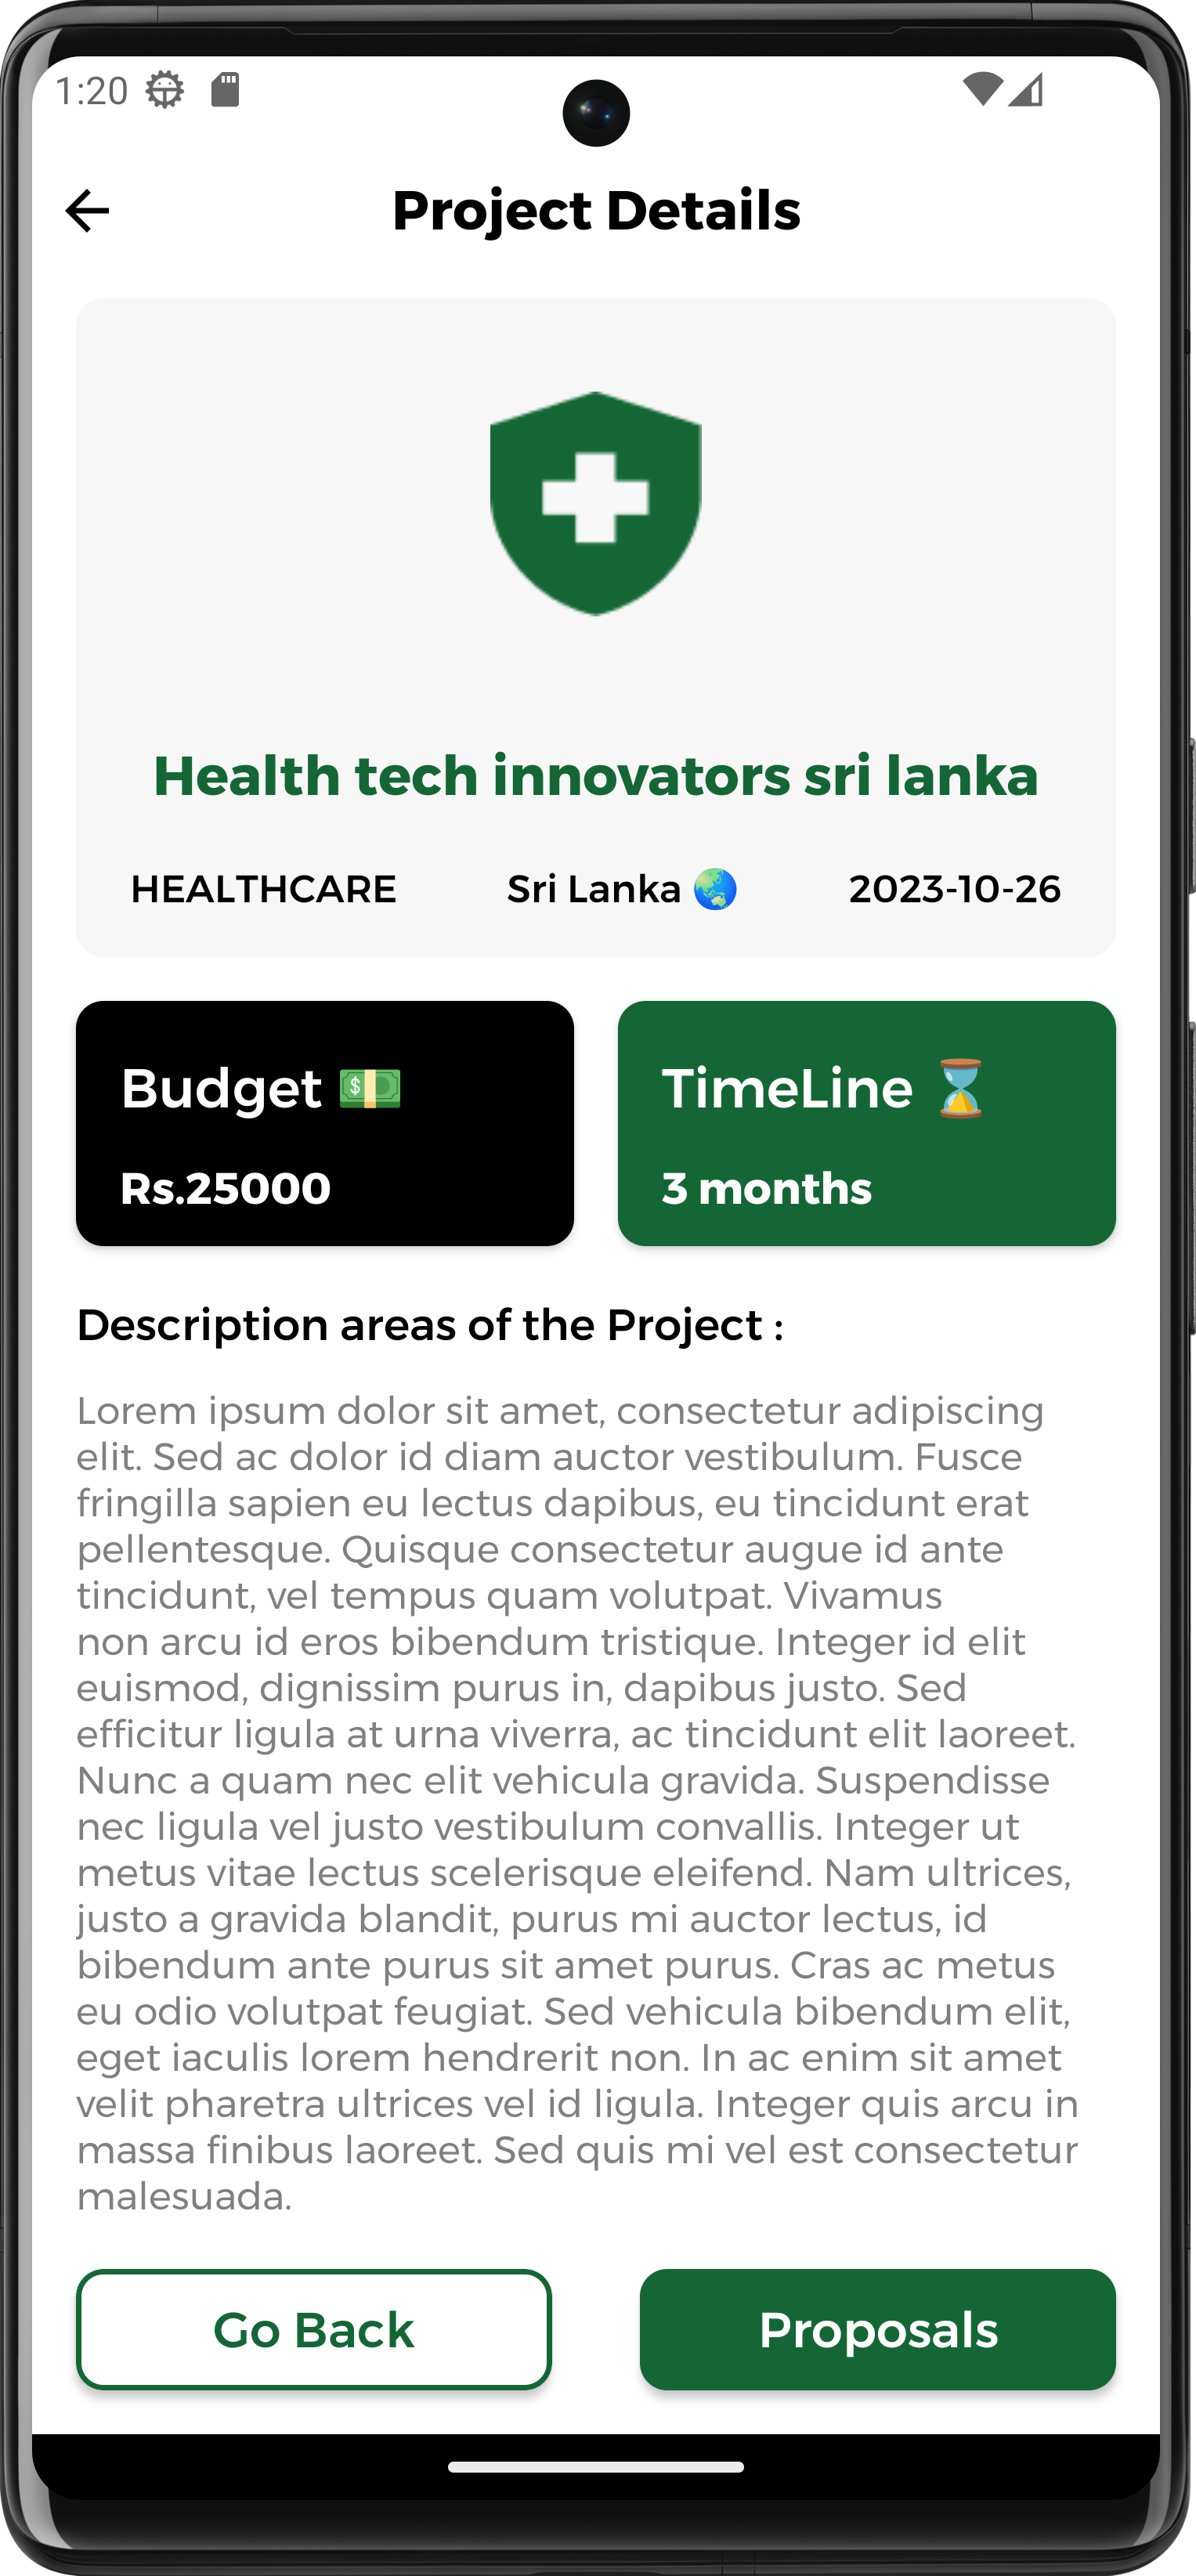 1:20
Project Details
Health tech innovators sri lanka
HEALTHCARE Sri Lanka 🌏 2023-10-26
Budget 💵 TimeLine ⌛
Rs.25000 3 months
Description areas of the Project :
Lorem ipsum dolor sit amet, consectetur adipiscing
elit. Sed ac dolor id diam auctor vestibulum. Fusce
fringilla sapien eu lectus dapibus, eu tincidunt erat
pellentesque. Quisque consectetur augue id ante
tincidunt, vel tempus quam volutpat. Vivamus
non arcu id eros bibendum tristique. Integer id elit
euismod, dignissim purus in, dapibus justo. Sed
efficitur ligula at urna viverra, ac tincidunt elit laoreet.
Nunc a quam nec elit vehicula gravida. Suspendisse
nec ligula vel justo vestibulum convallis. Integer ut
metus vitae lectus scelerisque eleifend. Nam ultrices,
justo a gravida blandit, purus mi auctor lectus, id
bibendum ante purus sit amet purus. Cras ac metus
eu odio volutpat feugiat. Sed vehicula bibendum elit,
eget iaculis lorem hendrerit non. In ac enim sit amet
velit pharetra ultrices vel id ligula. Integer quis arcu in
massa finibus laoreet. Sed quis mi vel est consectetur
malesuada.
Go Back Proposals